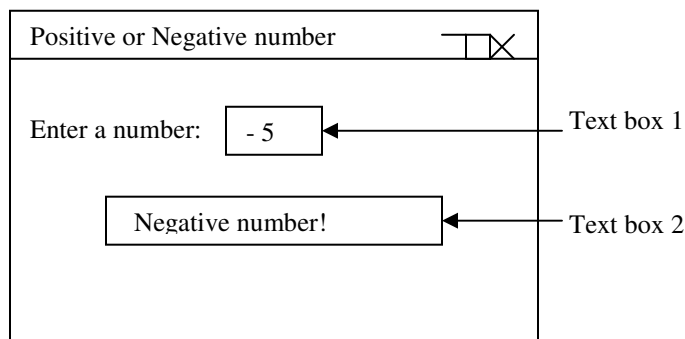 Positive or Negative number
Enter a number:
- 5
Text box 1
Negative number!
Text box 2